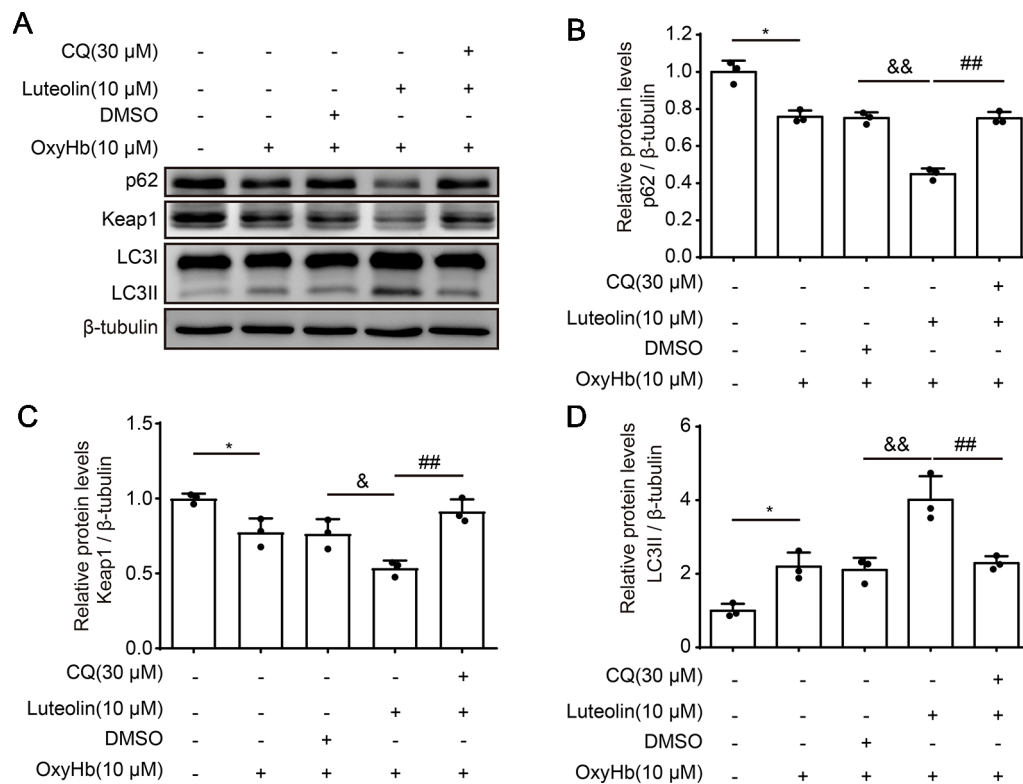 A
CQ(30 μM) - - - - +
Luteolin(10 μM) - - - + +
DMSO - - + - -
OxyHb(10 μM) - + + + +
p62
Keap1
LC3I
LC3II
β-tubulin
B
Relative protein levels
p62 / β-tubulin
1.2
1.0
0.8
0.6
0.4
0.2
0.0
*
&&
##
CQ(30 μM) - - - - +
Luteolin(10 μM) - - - + +
DMSO - - + - -
OxyHb(10 μM) - + + + +
C
Relative protein levels
Keap1 / β-tubulin
1.5
1.0
0.5
0.0
*
&
##
CQ(30 μM) - - - - +
Luteolin(10 μM) - - - + +
DMSO - - + - -
OxyHb(10 μM) - + + + +
D
Relative protein levels
LC3II / β-tubulin
6
4
2
0
*
&&
##
CQ(30 μM) - - - - +
Luteolin(10 μM) - - - + +
DMSO - - + - -
OxyHb(10 μM) - + + + +